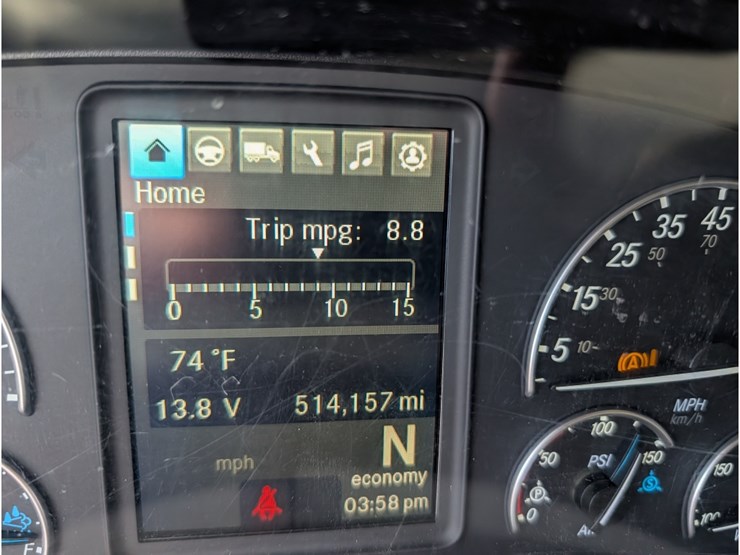 Home
Trip mpg: 8.8
0 5 10 15
74 °F
13.8 V 514,157 mi
N
mph
economy
03:58 pm
5 15 25 35 45
10 30 50 70
A
MPH
km/h
0 50 100 150
PSI
P
S
150
F